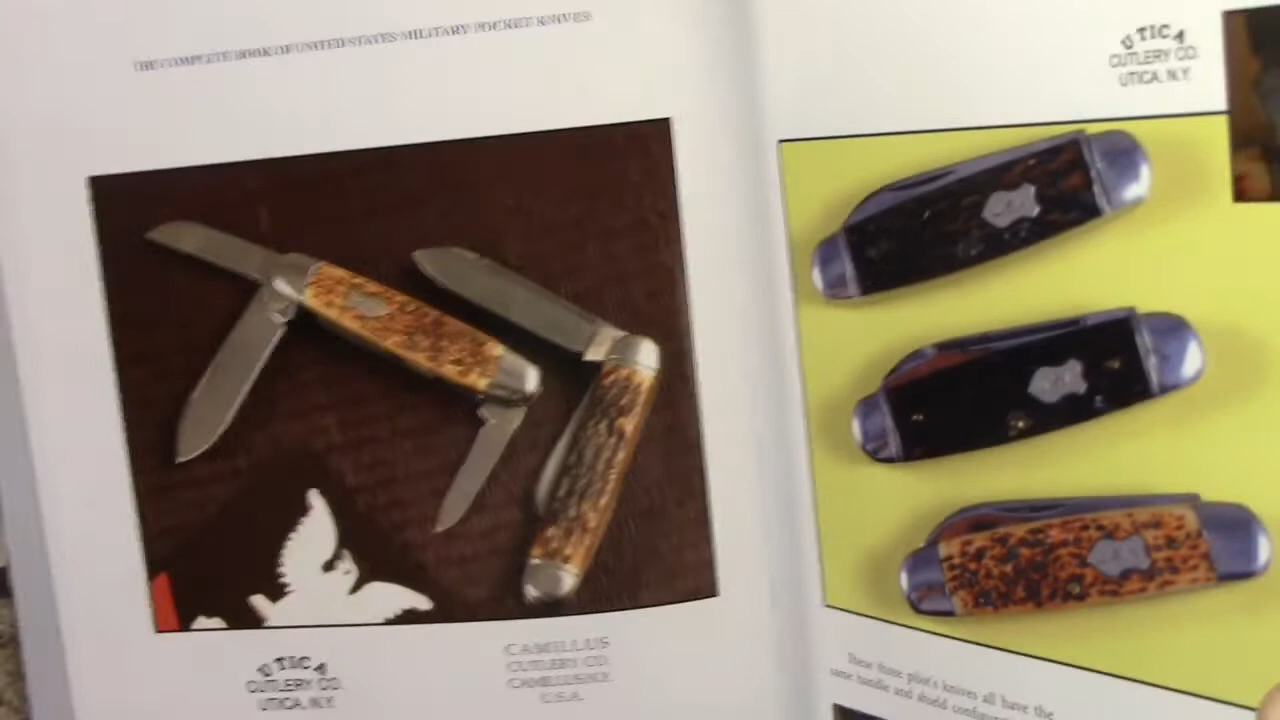 THE COMPLETE BOOK OF UNITED STATES MILITARY POCKET KNIVES
UTICA
CUTLERY CO.
UTICA, N.Y.
CAMILLUS
CUTLERY CO.
CAMILLUS N.Y.
U.S.A.
UTICA
CUTLERY CO.
UTICA, N.Y.
These three pilot's knives all have the
same handle and shield